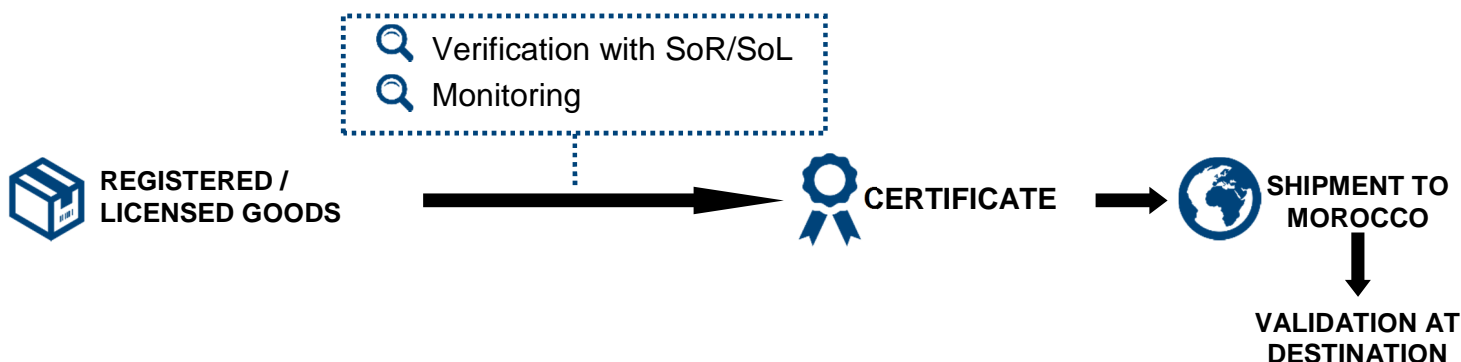 Verification with SoR/SoL
Monitoring
REGISTERED /
LICENSED GOODS
CERTIFICATE
SHIPMENT TO
MOROCCO
VALIDATION AT
DESTINATION